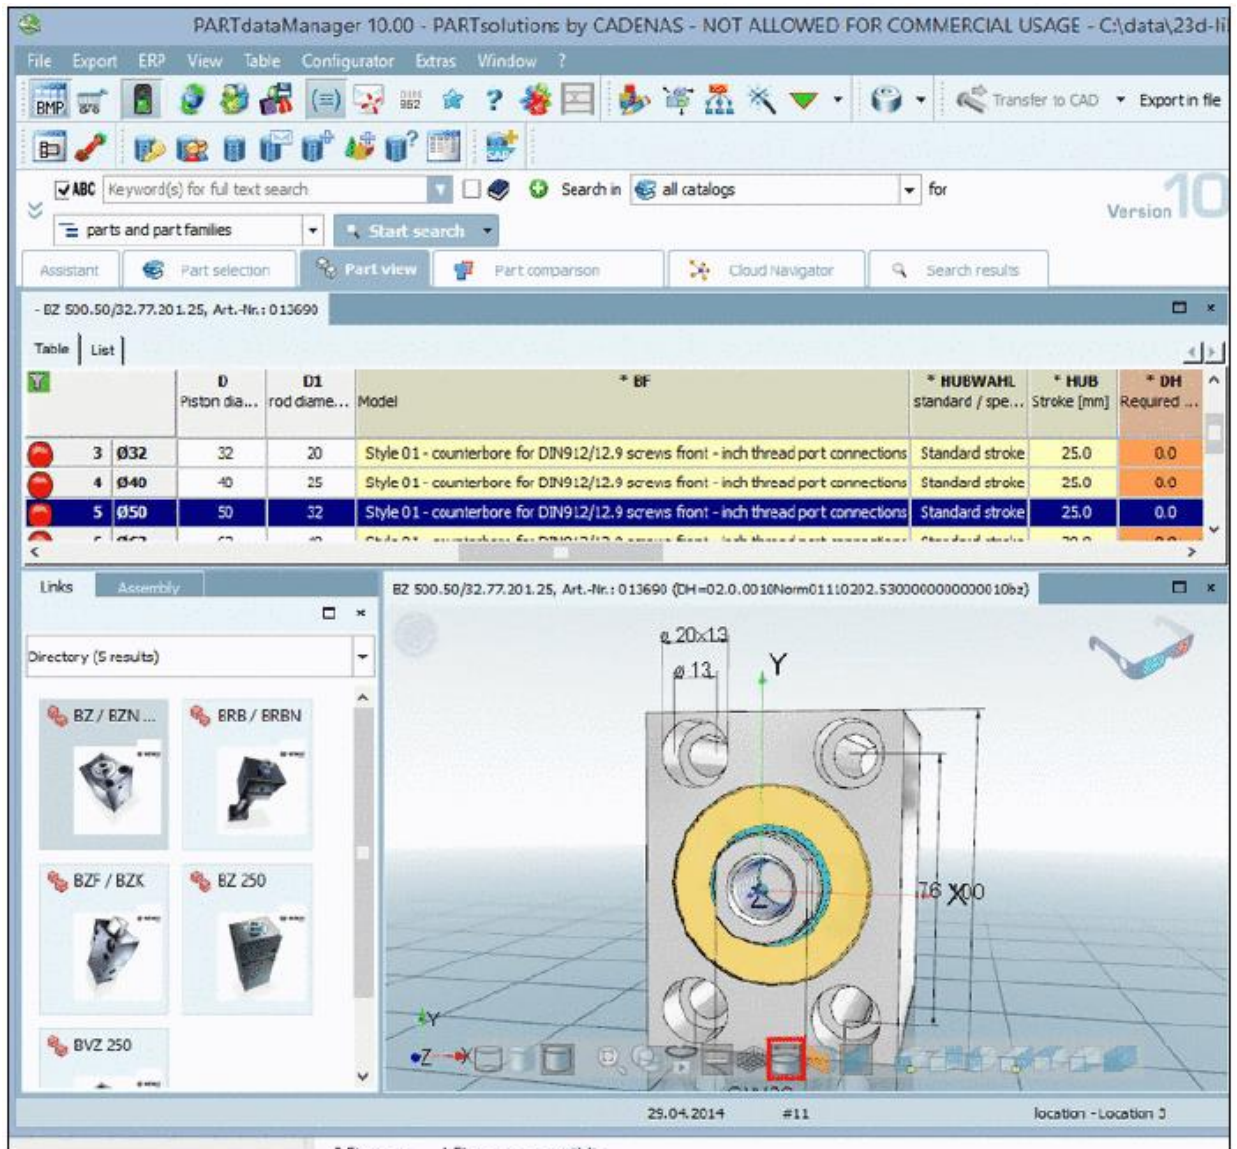 PARTdataManager 10.00 - PARTsolutions by CADENAS - NOT ALLOWED FOR COMMERCIAL USAGE - C:\data\23d-li
File Export ERP View Table Configurator Extras Window ?
BMP Transfer to CAD Export in file
ABC Keyword(s) for full text search Search in all catalogs for
Version 10
parts and part families Start search
Assistant Part selection Part view Part comparison Cloud Navigator Search results
- BZ 500.50/32.77.201.25, Art.-Nr.: 013690
Table List
D D1 * BF * HUBWAHL * HUB * DH
Piston dia... rod diame... Model standard / spe... Stroke [mm] Required ...
3 Ø32 32 20 Style 01 - counterbore for DIN912/12.9 screws front - inch thread port connections Standard stroke 25.0 0.0
4 Ø40 40 25 Style 01 - counterbore for DIN912/12.9 screws front - inch thread port connections Standard stroke 25.0 0.0
5 Ø50 50 32 Style 01 - counterbore for DIN912/12.9 screws front - inch thread port connections Standard stroke 25.0 0.0
Links Assembly
BZ 500.50/32.77.201.25, Art.-Nr.: 013690
Directory (5 results)
BZ / BZN ... BRB / BRBN
BZF / BZK BZ 250
BVZ 250
ø 20x13
ø 13
Y
Z
76 X
Y
Z X
29.04.2014 #11 location - Location 3